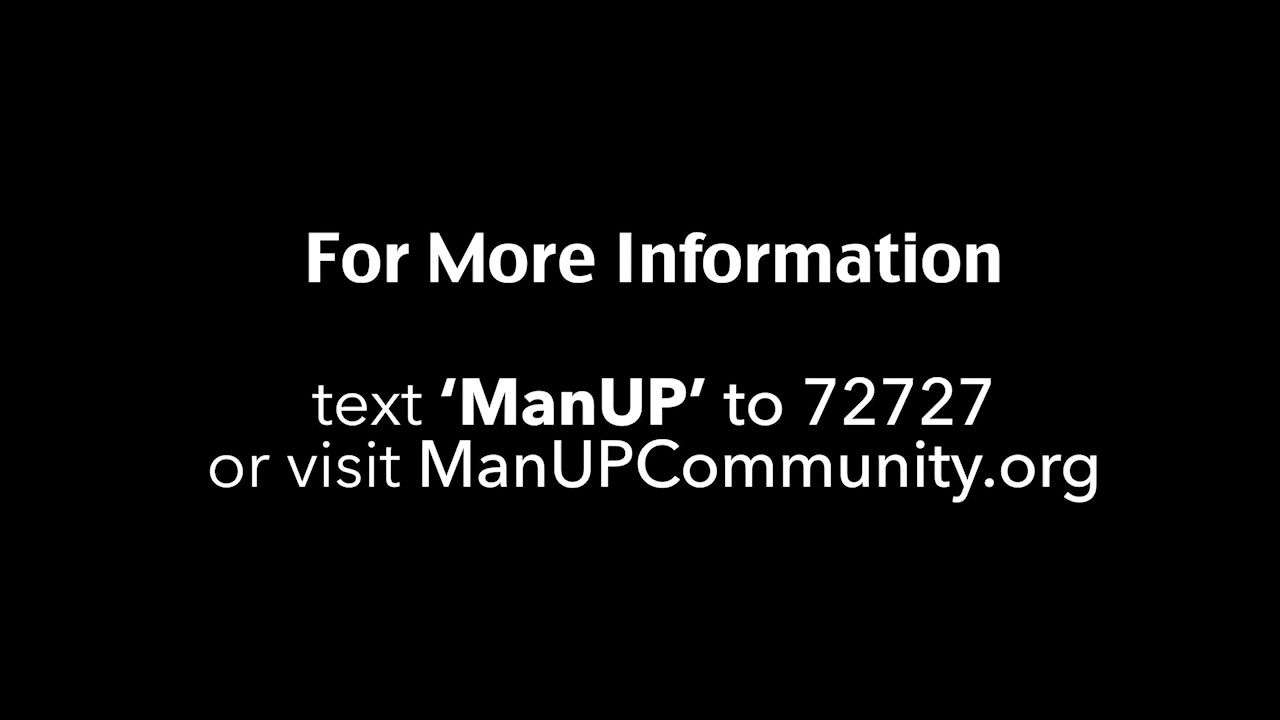 For More Information
text ‘ManUP’ to 72727
or visit ManUPCommunity.org